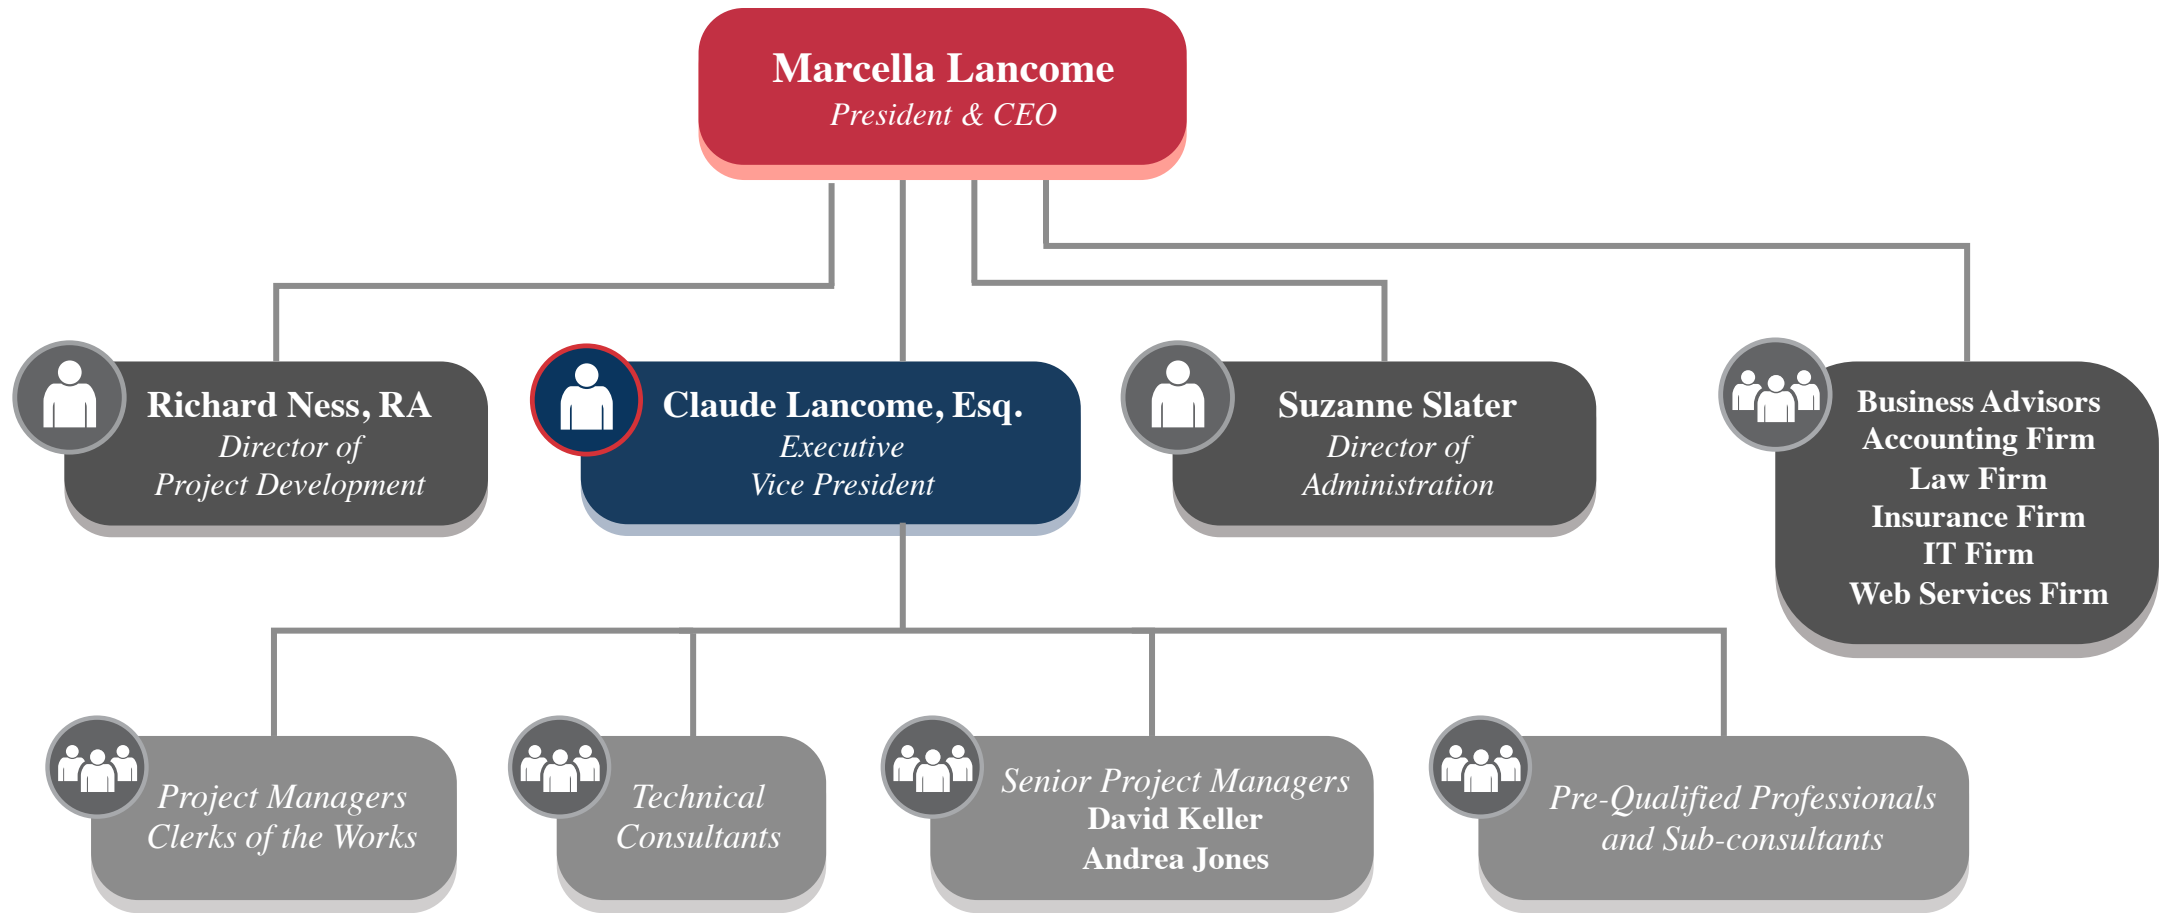 Marcella Lancome
President & CEO
Richard Ness, RA
Director of
Project Development
Claude Lancome, Esq.
Executive
Vice President
Suzanne Slater
Director of
Administration
Business Advisors
Accounting Firm
Law Firm
Insurance Firm
IT Firm
Web Services Firm
Project Managers
Clerks of the Works
Technical
Consultants
Senior Project Managers
David Keller
Andrea Jones
Pre-Qualified Professionals
and Sub-consultants